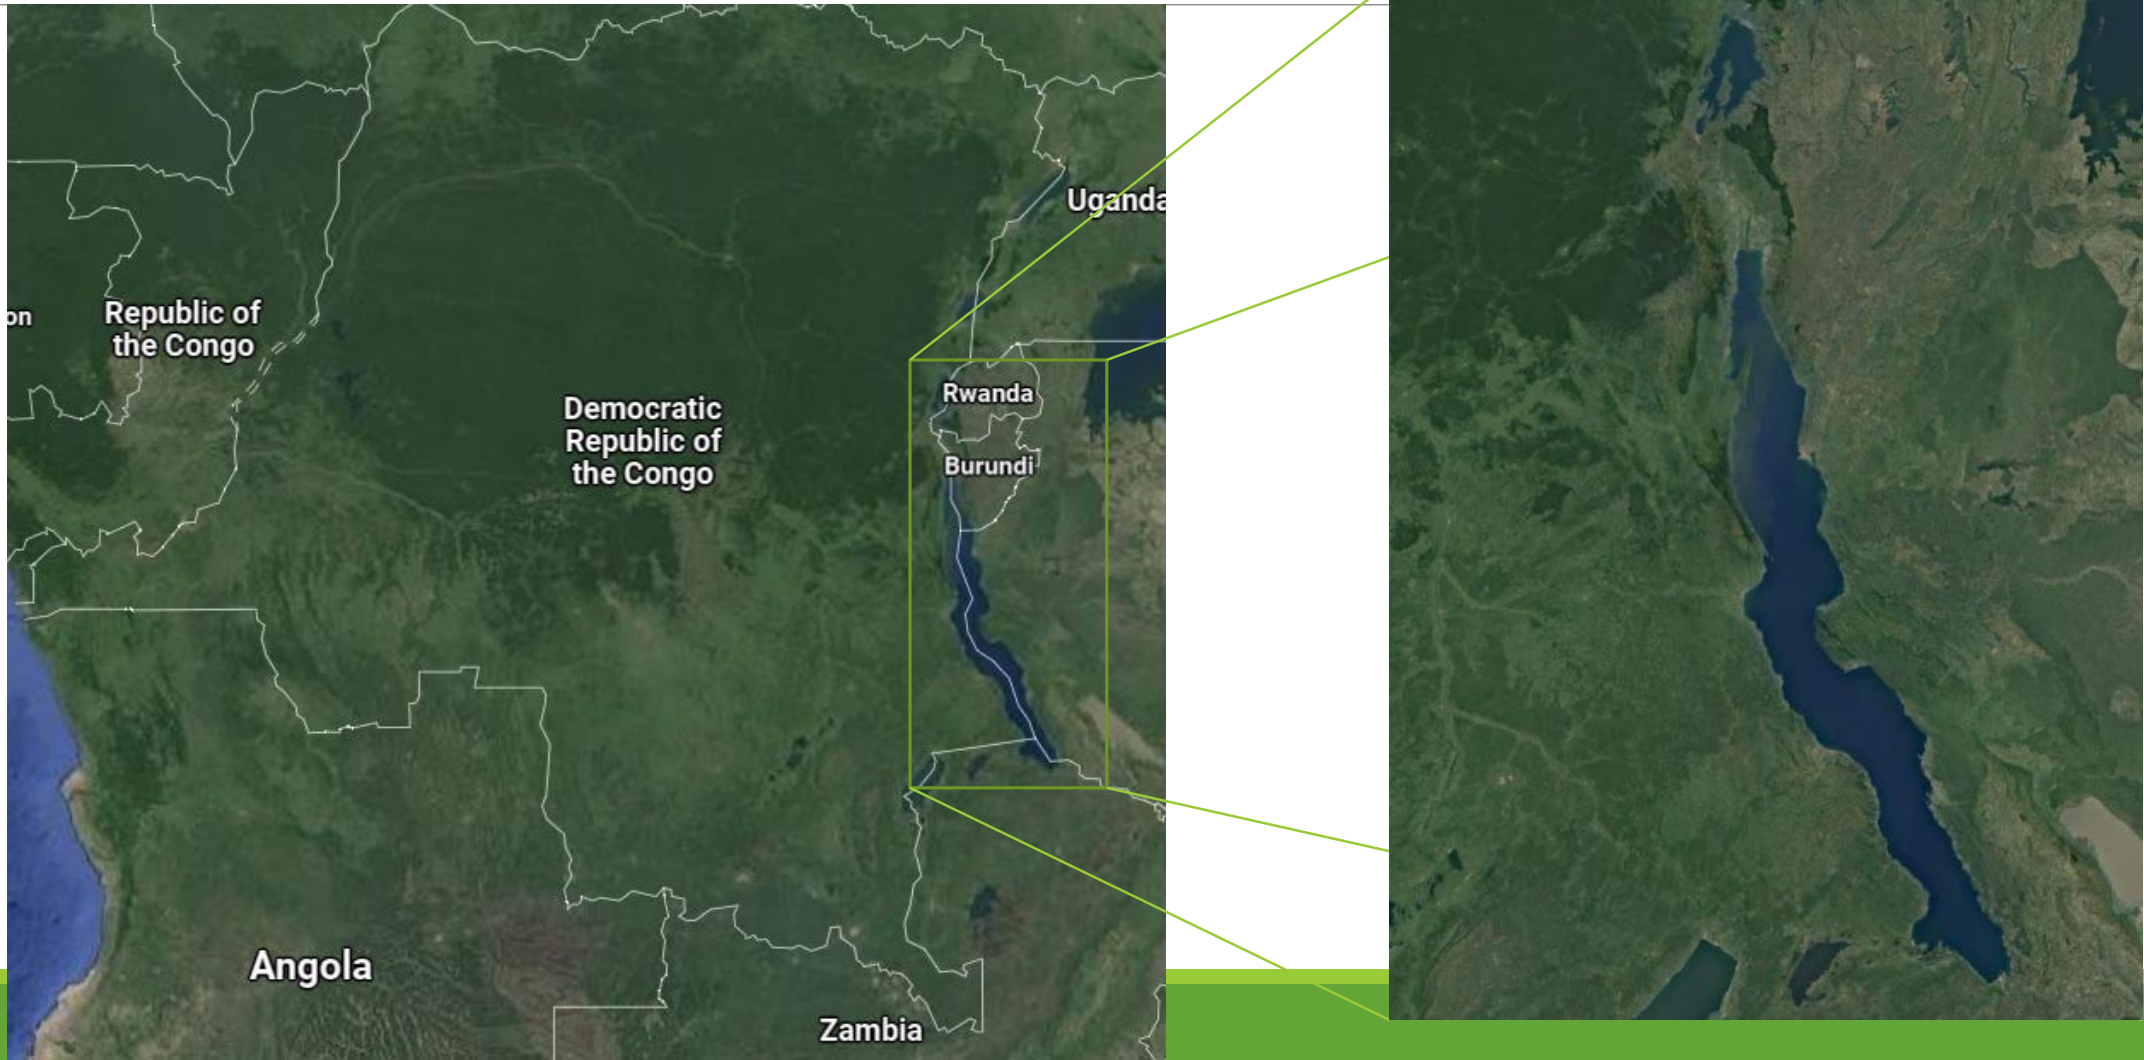 Uganda
Republic of
the Congo
on
Democratic
Republic of
the Congo
Rwanda
Burundi
Angola
Zambia